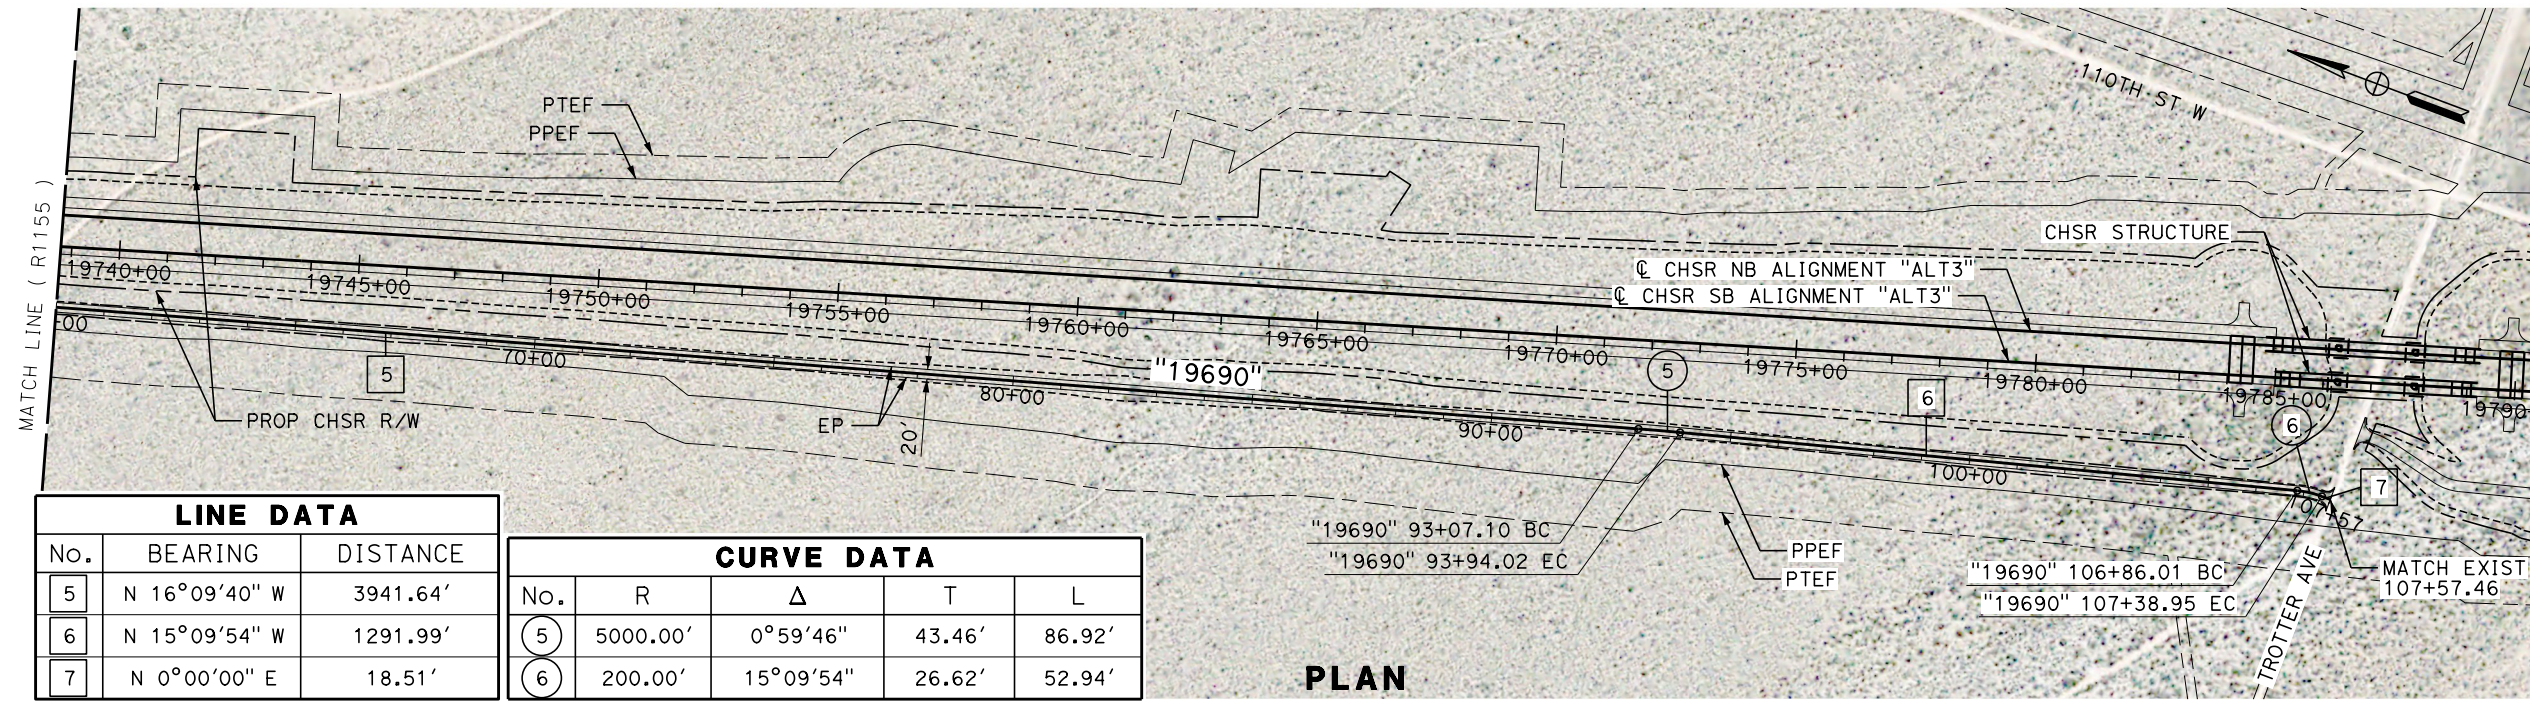 PTEF
PPEF
110TH ST W
MATCH LINE ( R1155 )
CHSR STRUCTURE
℄ CHSR NB ALIGNMENT "ALT3"
℄ CHSR SB ALIGNMENT "ALT3"
19740+00
19745+00
19750+00
19755+00
19760+00
19765+00
19770+00
19775+00
19780+00
19785+00
19790+
00
70+00
80+00
"19690"
90+00
100+00
107+57
5
5
6
6
7
PROP CHSR R/W
EP
20'
"19690" 93+07.10 BC
"19690" 93+94.02 EC
PPEF
PTEF
"19690" 106+86.01 BC
"19690" 107+38.95 EC
MATCH EXIST
107+57.46
TROTTER AVE
LINE DATA
No. BEARING DISTANCE
5 N 16°09'40" W 3941.64'
6 N 15°09'54" W 1291.99'
7 N 0°00'00" E 18.51'
CURVE DATA
No. R Δ T L
5 5000.00' 0°59'46" 43.46' 86.92'
6 200.00' 15°09'54" 26.62' 52.94'
PLAN